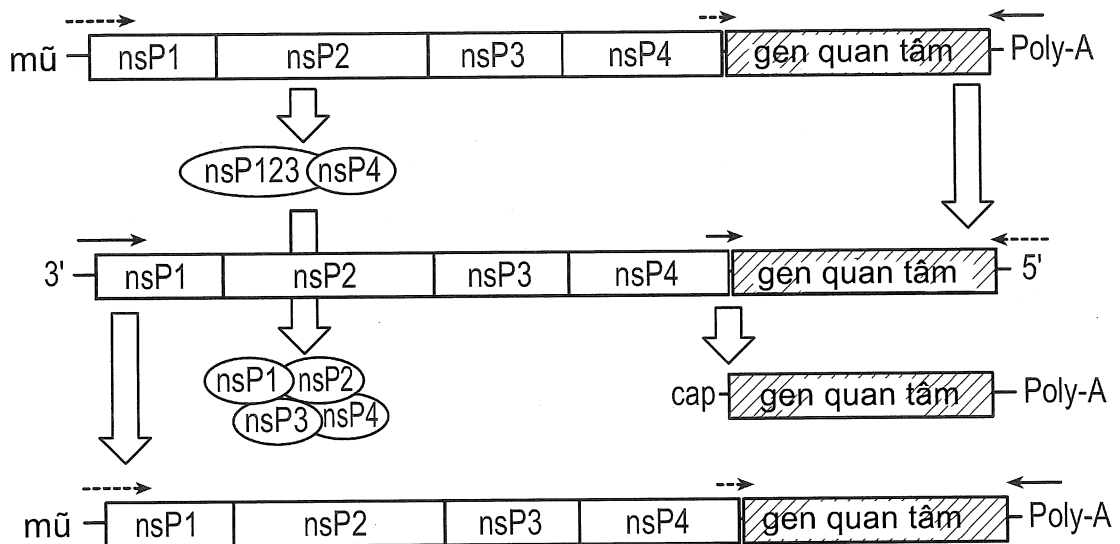 mũ nsP1 nsP2 nsP3 nsP4 gen quan tâm Poly-A
nsP123 nsP4
3' nsP1 nsP2 nsP3 nsP4 gen quan tâm 5'
nsP1 nsP2
nsP3 nsP4
cap gen quan tâm Poly-A
mũ nsP1 nsP2 nsP3 nsP4 gen quan tâm Poly-A